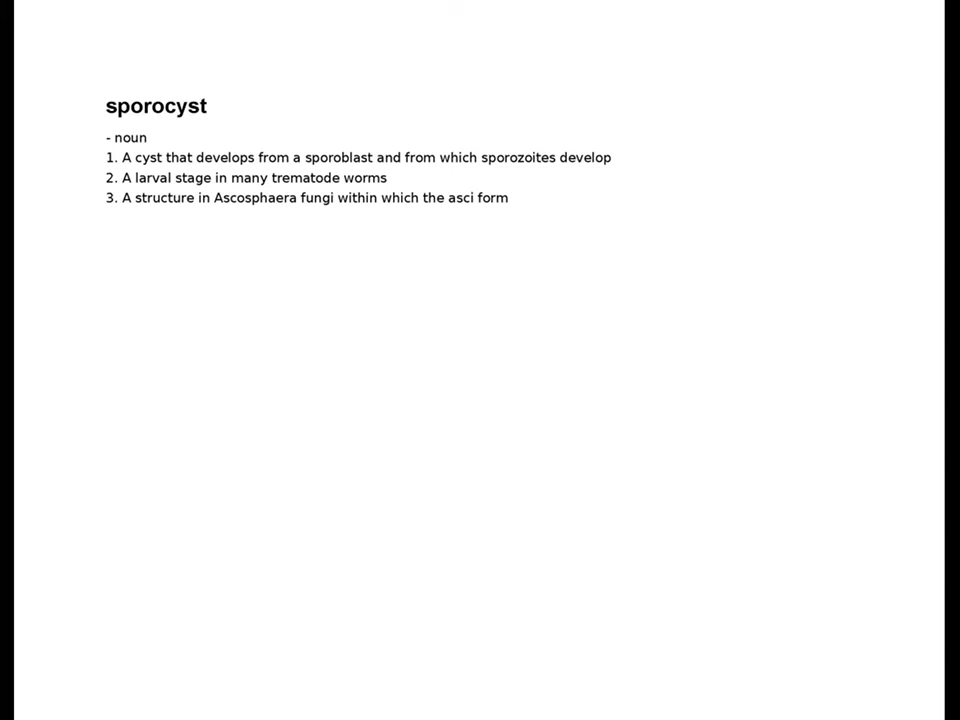 sporocyst
- noun
1. A cyst that develops from a sporoblast and from which sporozoites develop
2. A larval stage in many trematode worms
3. A structure in Ascosphaera fungi within which the asci form